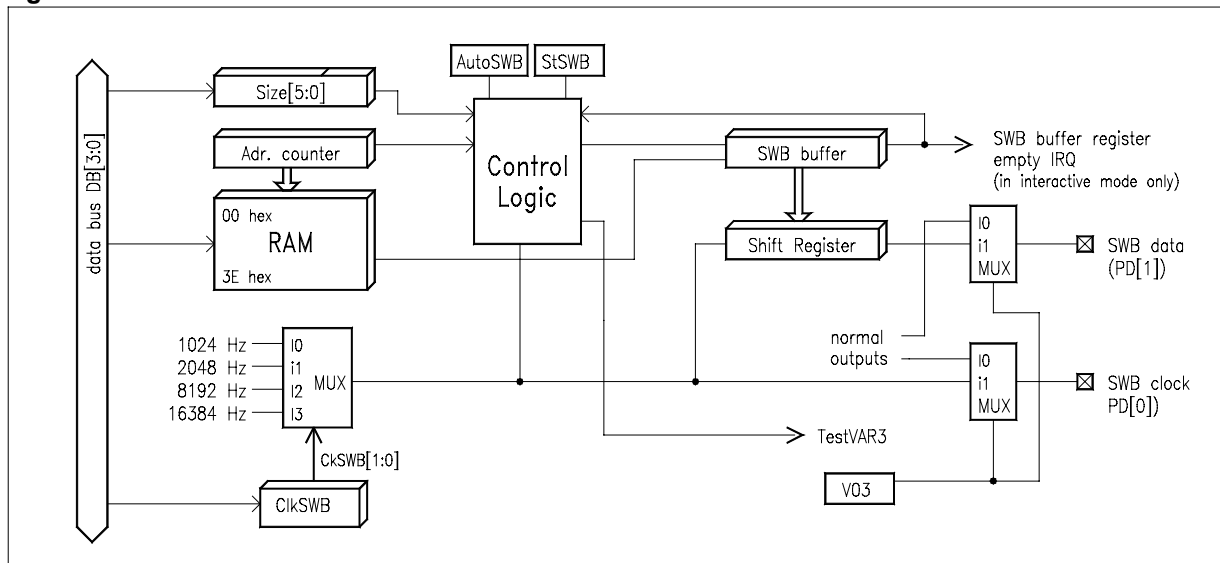 data bus DB[3:0]
Size[5:0]
Adr. counter
00 hex
RAM
3E hex
AutoSWB
StSWB
Control
Logic
SWB buffer
SWB buffer register
empty IRQ
(in interactive mode only)
Shift Register
I0
i1
MUX
SWB data
(PD[1])
normal
outputs
1024 Hz
2048 Hz
8192 Hz
16384 Hz
I0
i1
I2
I3
MUX
CkSWB[1:0]
ClkSWB
I0
i1
MUX
SWB clock
PD[0])
TestVAR3
V03